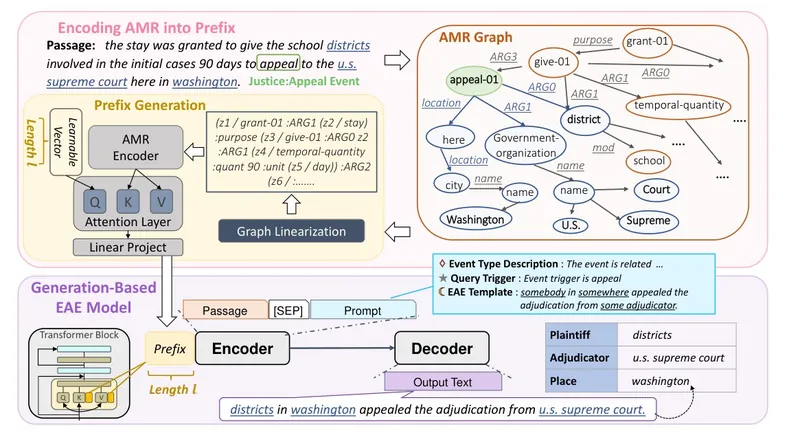 Encoding AMR into Prefix
Passage: the stay was granted to give the school districts
involved in the initial cases 90 days to appeal to the u.s.
supreme court here in washington. Justice:Appeal Event
Prefix Generation
Length l
Learnable
Vector
AMR
Encoder
Q K V
Attention Layer
Linear Project
(z1 / grant-01 :ARG1 (z2 / stay)
:purpose (z3 / give-01 :ARG0 z2
:ARG1 (z4 / temporal-quantity
:quant 90 :unit (z5 / day)) :ARG2
(z6 / :.......
Graph Linearization
AMR Graph
purpose
grant-01
ARG3
give-01
ARG0
appeal-01
ARG0
ARG1
ARG1
temporal-quantity
location
ARG1
district
....
here
Government-
organization
mod
....
school
location
name
....
city
name
name
name
Court
Washington
U.S.
Supreme
Generation-Based
EAE Model
Transformer Block
Q K V
Prefix
Length l
Passage [SEP] Prompt
Encoder
Decoder
Output Text
◊ Event Type Description : The event is related ...
★ Query Trigger : Event trigger is appeal
☾ EAE Template : somebody in somewhere appealed the
adjudication from some adjudicator.
Plaintiff districts
Adjudicator u.s. supreme court
Place washington
districts in washington appealed the adjudication from u.s. supreme court.